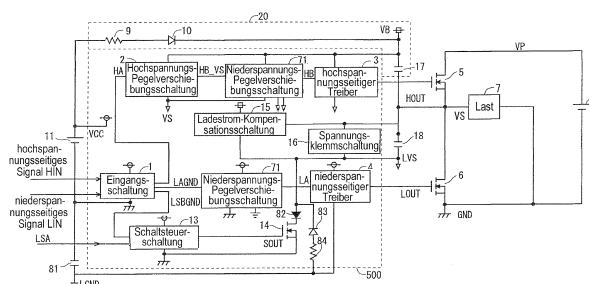 20
9
10
VB
2
Hochspannungs-
Pegelverschie-
bungsschaltung
HA
HB_VS
71
Niederspannungs-
Pegelverschie-
bungsschaltung
HB
3
hochspan-
nungsseitiger
Treiber
17
VP
5
HOUT
VS
7
Last
VS
15
Ladestrom-Kompen-
sationsschaltung
16
Spannungs-
klemmschaltung
18
LVS
11
VCC
hochspan-
nungsseitiges
Signal HIN
niederspan-
nungsseitiges
Signal LIN
1
Eingangs-
schaltung
LAGND
LSBGND
71
Niederspannungs-
Pegelverschie-
bungsschaltung
LA
4
niederspan-
nungsseitiger
Treiber
LOUT
6
GND
13
Schaltsteuer-
schaltung
LSA
14
SOUT
82
83
84
81
500